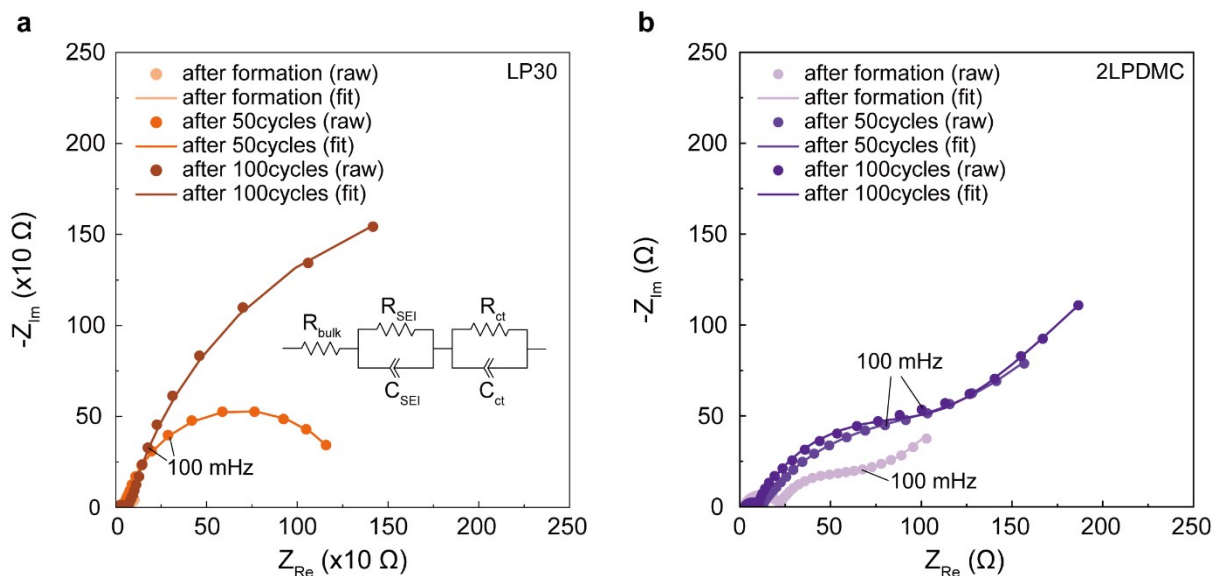 a
LP30
after formation (raw)
after formation (fit)
after 50cycles (raw)
after 50cycles (fit)
after 100cycles (raw)
after 100cycles (fit)
250
200
150
100
50
0
-Z_Im (x10 Ω)
R_bulk
R_SEI
C_SEI
R_ct
C_ct
100 mHz
0 50 100 150 200 250
Z_Re (x10 Ω)
b
2LPDMC
after formation (raw)
after formation (fit)
after 50cycles (raw)
after 50cycles (fit)
after 100cycles (raw)
after 100cycles (fit)
250
200
150
100
50
0
-Z_Im (Ω)
100 mHz
100 mHz
0 50 100 150 200 250
Z_Re (Ω)